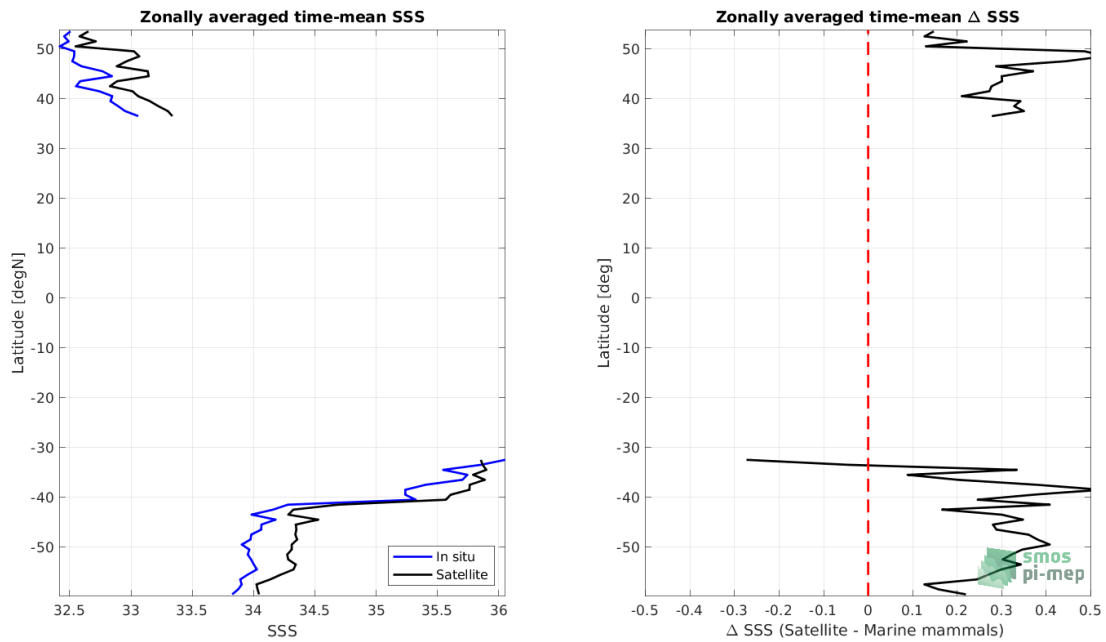 Zonally averaged time-mean SSS
50
40
30
20
10
0
-10
-20
-30
-40
-50
Latitude [degN]
32.5 33 33.5 34 34.5 35 35.5 36
SSS
In situ
Satellite
Zonally averaged time-mean Δ SSS
50
40
30
20
10
0
-10
-20
-30
-40
-50
Latitude [deg]
-0.5 -0.4 -0.3 -0.2 -0.1 0 0.1 0.2 0.3 0.4 0.5
Δ SSS (Satellite - Marine mammals)
smos
pi-mep